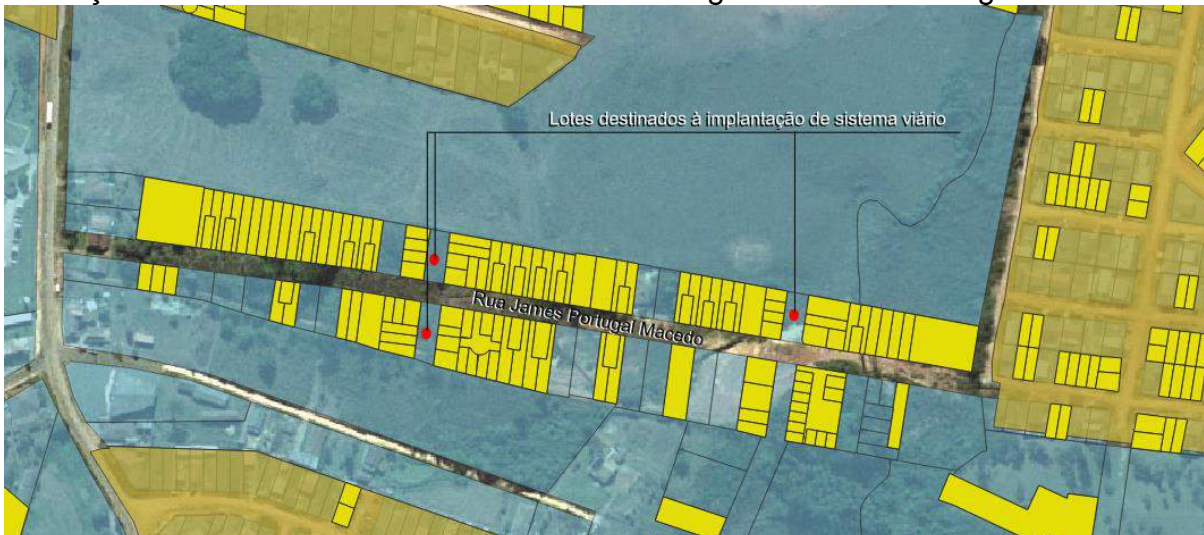 Lotes destinados à implantação de sistema viário
Rua James Portugal Macedo